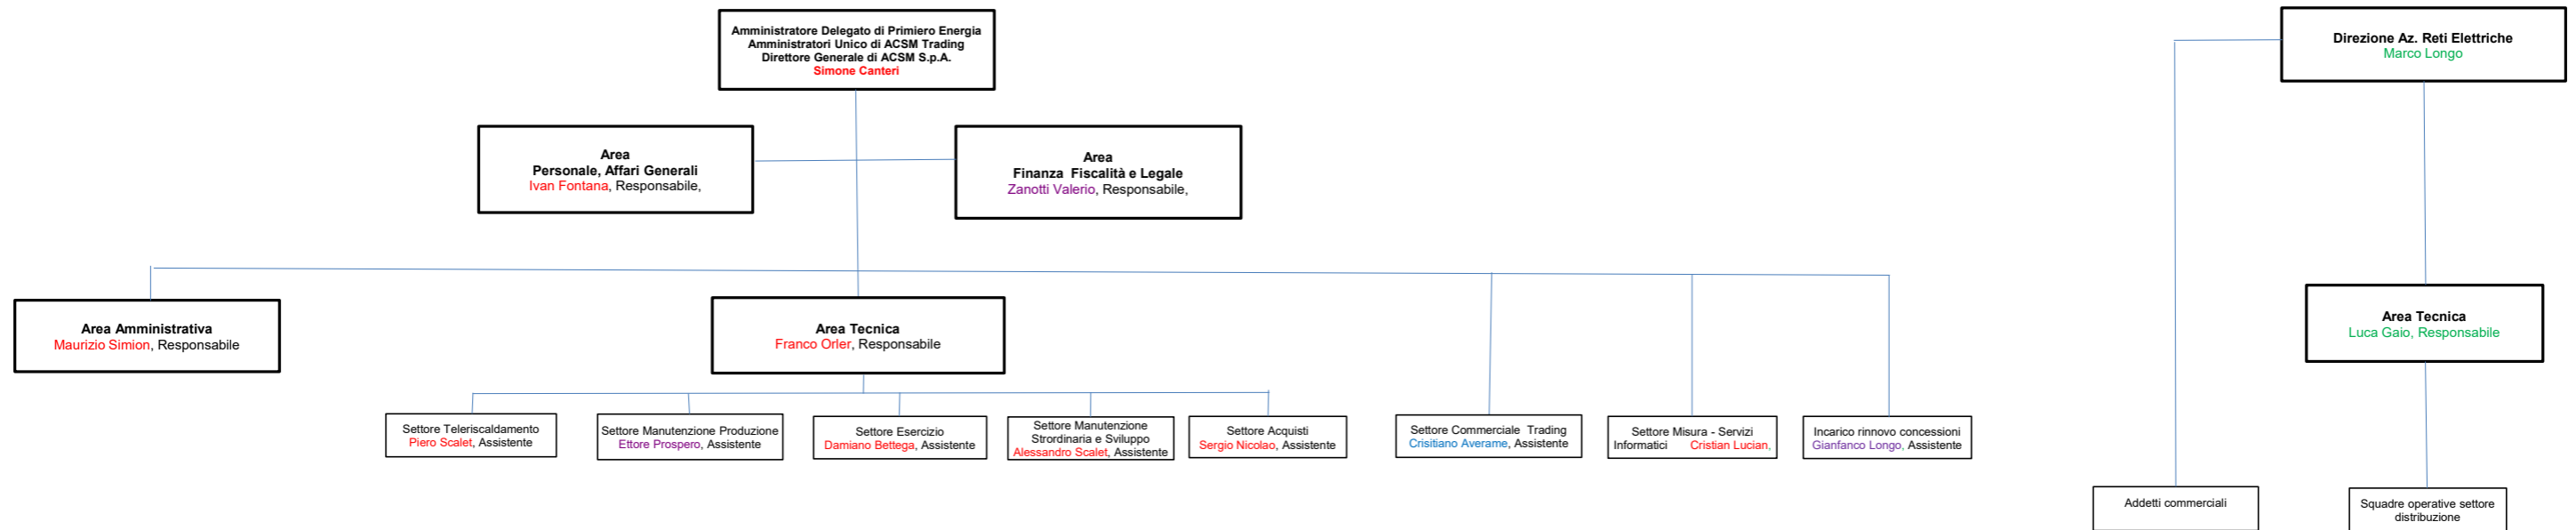 Amministratore Delegato di Primiero Energia
Amministratori Unico di ACSM Trading
Direttore Generale di ACSM S.p.A.
Simone Canteri
Direzione Az. Reti Elettriche
Marco Longo
Area
Personale, Affari Generali
Ivan Fontana, Responsabile,
Area
Finanza Fiscalità e Legale
Zanotti Valerio, Responsabile,
Area Amministrativa
Maurizio Simion, Responsabile
Area Tecnica
Franco Orler, Responsabile
Area Tecnica
Luca Gaio, Responsabile
Settore Teleriscaldamento
Piero Scalet, Assistente
Settore Manutenzione Produzione
Ettore Prospero, Assistente
Settore Esercizio
Damiano Bettega, Assistente
Settore Manutenzione
Strordinaria e Sviluppo
Alessandro Scalet, Assistente
Settore Acquisti
Sergio Nicolao, Assistente
Settore Commerciale Trading
Crisitiano Averame, Assistente
Settore Misura - Servizi
Informatici Cristian Lucian,
Incarico rinnovo concessioni
Gianfanco Longo, Assistente
Addetti commerciali
Squadre operative settore
distribuzione